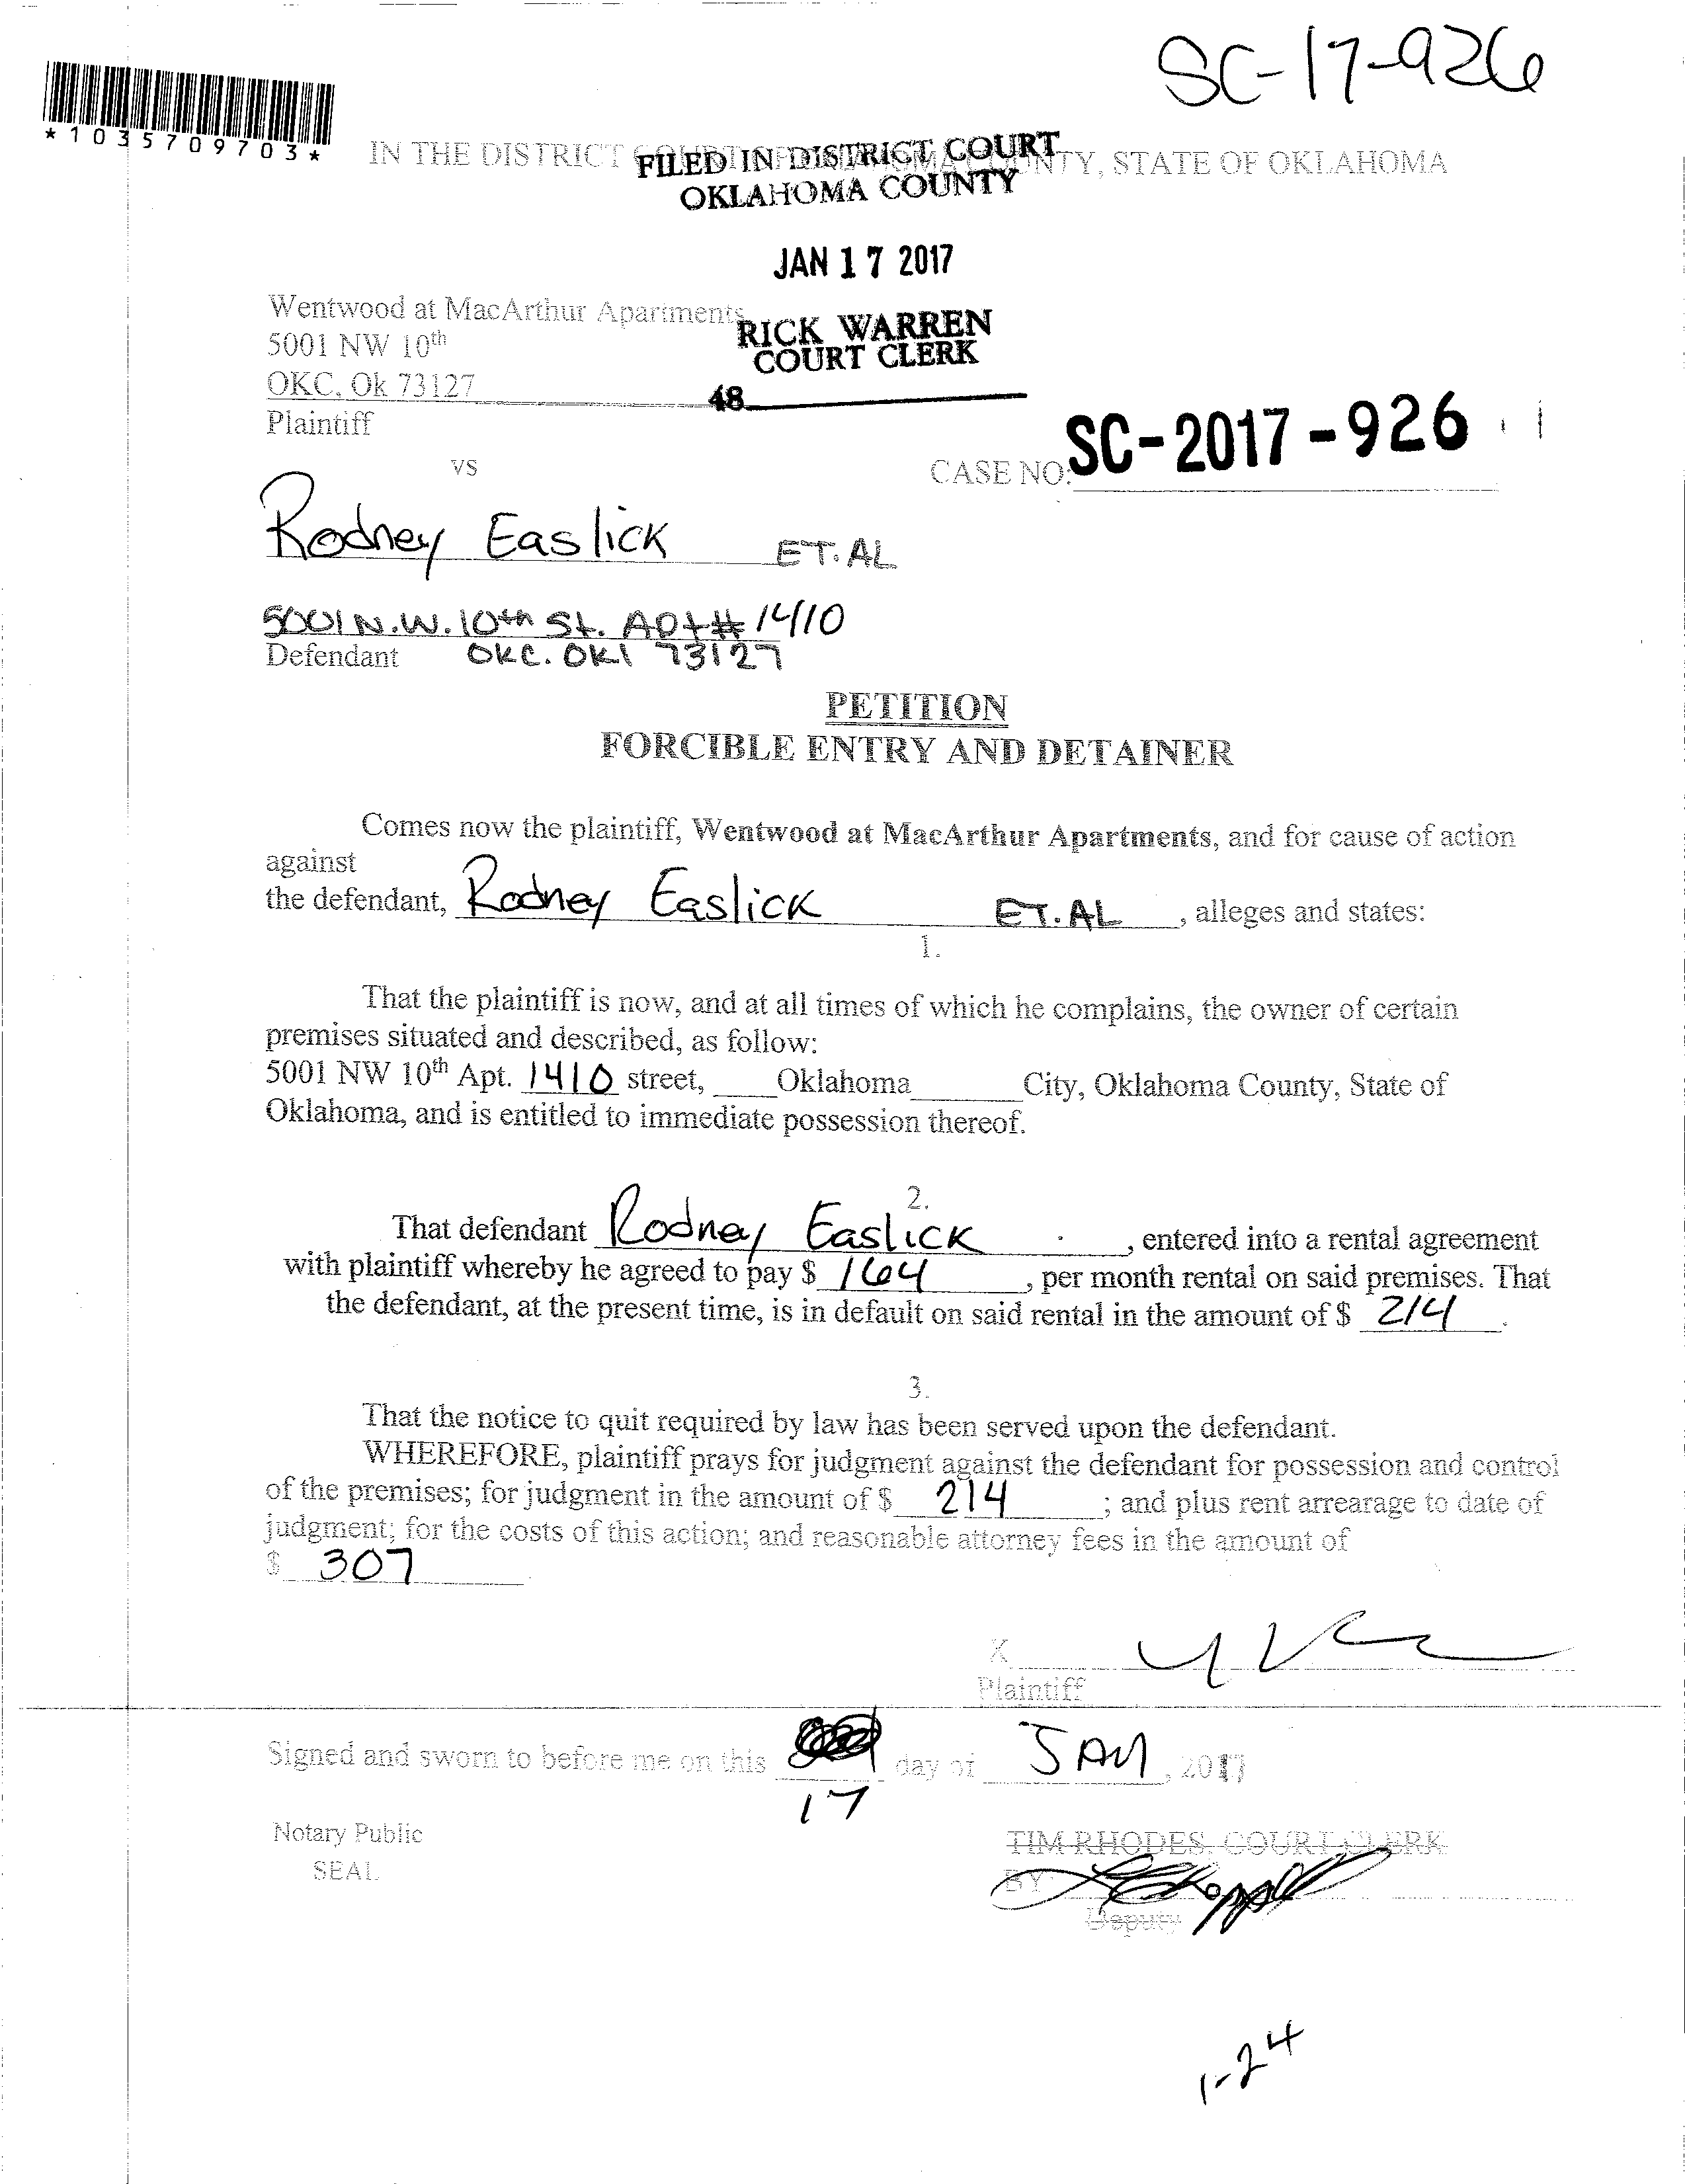 SC-17-926
*1035709703*
IN THE DISTRICT COURT OF OKLAHOMA COUNTY, STATE OF OKLAHOMA
FILED IN DISTRICT COURT
OKLAHOMA COUNTY
JAN 17 2017
Wentwood at MacArthur Apartments
RICK WARREN
5001 NW 10th
COURT CLERK
OKC, Ok 73127
48
Plaintiff
vs
CASE NO: SC-2017-926
Rodney Easlick ET. AL
5001 N.W. 10th St. APt# 1410
Defendant OKC. OKl 73127
PETITION
FORCIBLE ENTRY AND DETAINER
Comes now the plaintiff, Wentwood at MacArthur Apartments, and for cause of action
against
the defendant, Rodney Easlick ET. AL, alleges and states:
1.
That the plaintiff is now, and at all times of which he complains, the owner of certain
premises situated and described, as follow:
5001 NW 10th Apt. 1410 street, Oklahoma City, Oklahoma County, State of
Oklahoma, and is entitled to immediate possession thereof.
2.
That defendant Rodney Easlick, entered into a rental agreement
with plaintiff whereby he agreed to pay $ 164, per month rental on said premises. That
the defendant, at the present time, is in default on said rental in the amount of $ 214.
3.
That the notice to quit required by law has been served upon the defendant.
WHEREFORE, plaintiff prays for judgment against the defendant for possession and control
of the premises; for judgment in the amount of $ 214; and plus rent arrearage to date of
judgment; for the costs of this action; and reasonable attorney fees in the amount of
$ 307
X
Plaintiff
Signed and sworn to before me on this day of JAN, 2017
17
Notary Public
TIM RHODES, COURT CLERK
SEAL
BY
Deputy
1-24